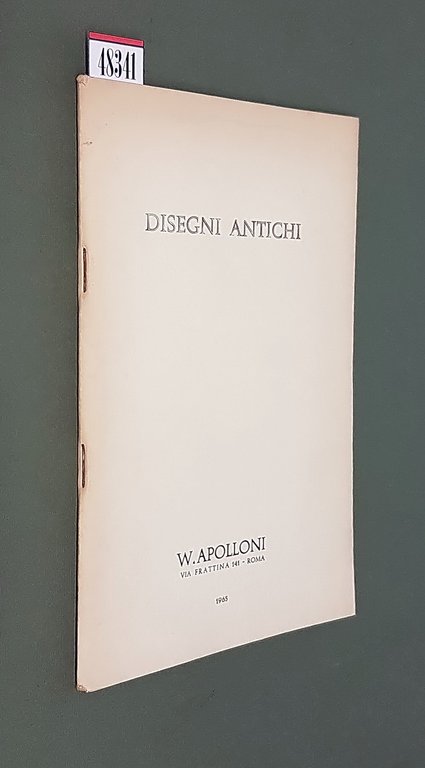 48341
DISEGNI ANTICHI
W. APOLLONI
VIA FRATTINA 141 - ROMA
1965